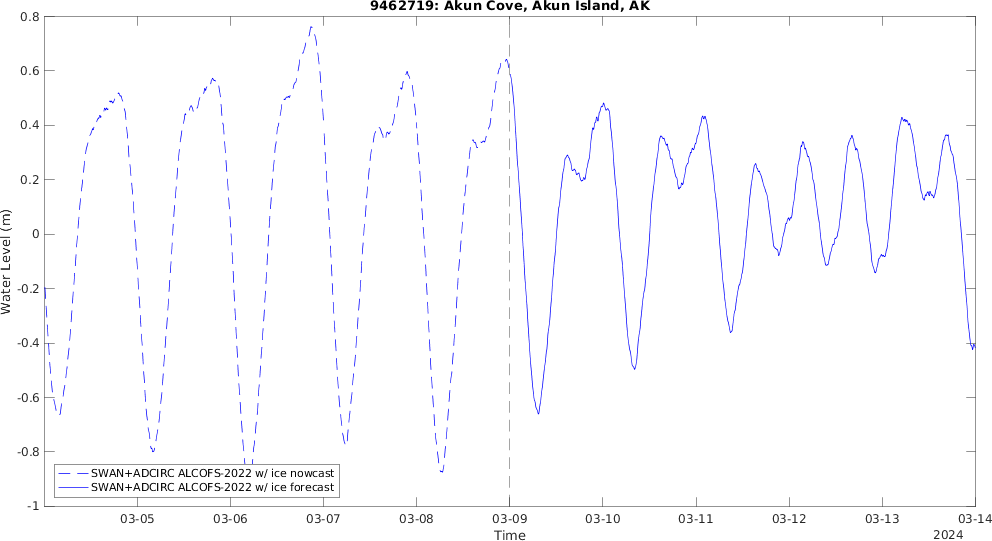 9462719: Akun Cove, Akun Island, AK
0.8
0.6
0.4
0.2
0
-0.2
-0.4
-0.6
-0.8
-1
Water Level (m)
SWAN+ADCIRC ALCOFS-2022 w/ ice nowcast
SWAN+ADCIRC ALCOFS-2022 w/ ice forecast
03-05 03-06 03-07 03-08 03-09 03-10 03-11 03-12 03-13 03-14
Time
2024